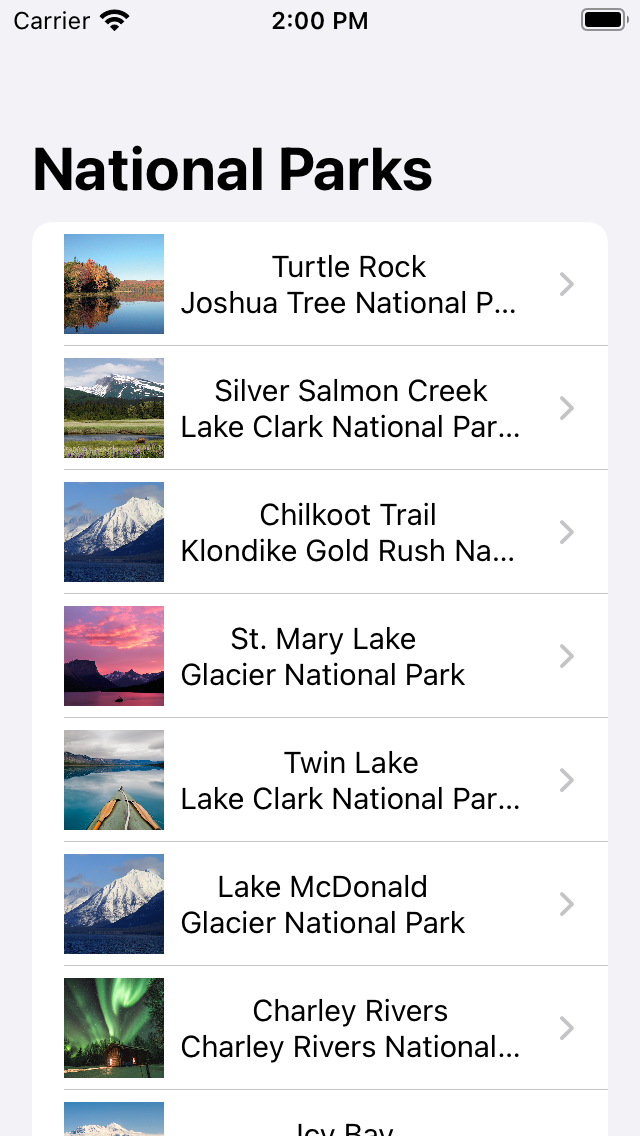 Carrier 2:00 PM
National Parks
Turtle Rock
Joshua Tree National P...
Silver Salmon Creek
Lake Clark National Par...
Chilkoot Trail
Klondike Gold Rush Na...
St. Mary Lake
Glacier National Park
Twin Lake
Lake Clark National Par...
Lake McDonald
Glacier National Park
Charley Rivers
Charley Rivers National...
Icy Bay